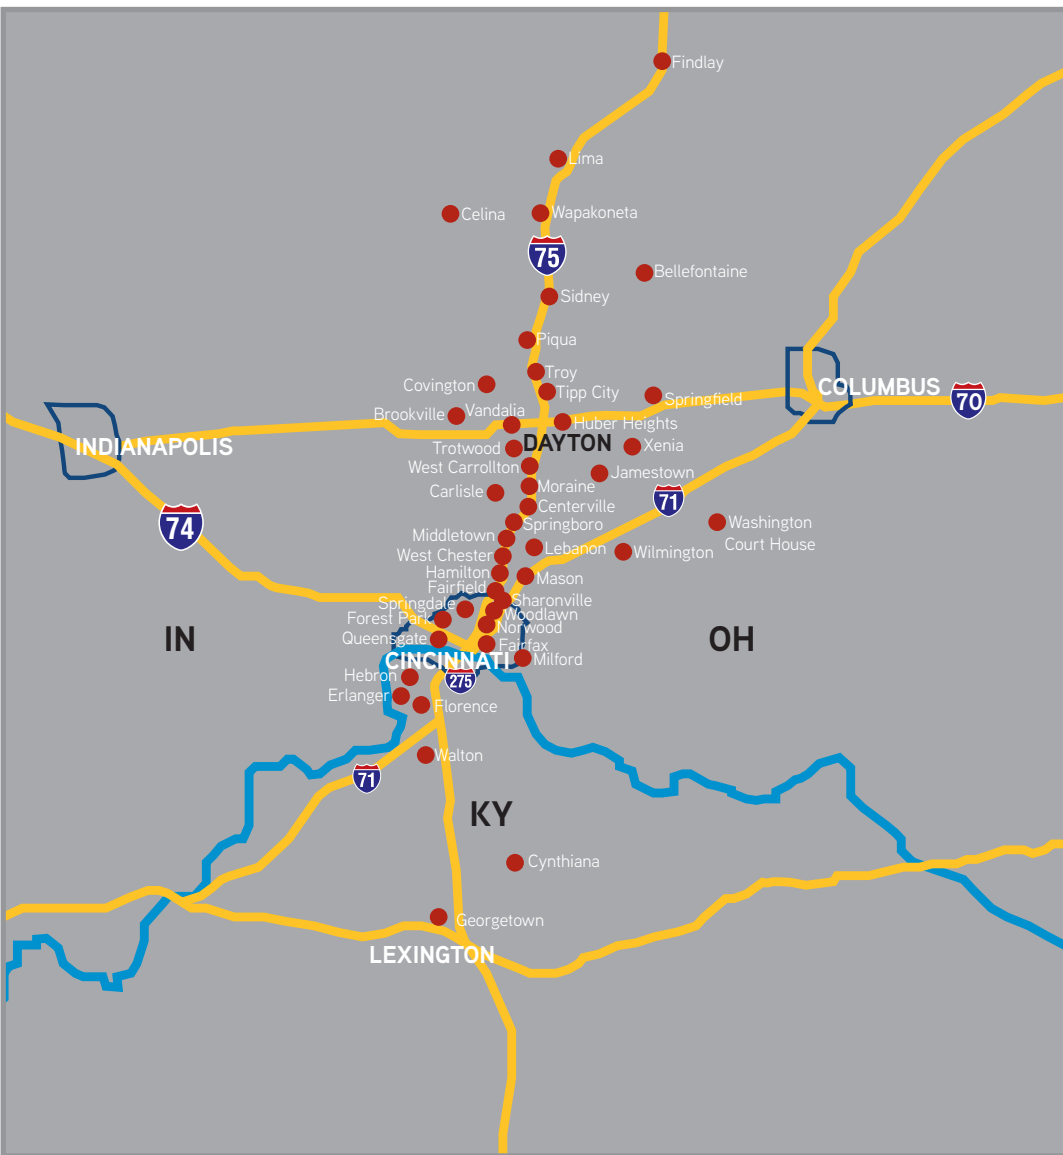 Findlay
Lima
Celina
Wapakoneta
75
Bellefontaine
Sidney
Piqua
Troy
Covington
Tipp City
COLUMBUS
Springfield
70
Brookville
Vandalia
Huber Heights
INDIANAPOLIS
DAYTON
Trotwood
Xenia
West Carrollton
Jamestown
Carlisle
Moraine
71
Centerville
74
Springboro
Washington
Court House
Middletown
Lebanon
Wilmington
West Chester
Hamilton
Mason
Fairfield
Springdale
Sharonville
Woodlawn
Forest Park
Norwood
IN
Queensgate
OH
Fairfax
CINCINNATI
Milford
Hebron
275
Erlanger
Florence
Walton
71
KY
Cynthiana
Georgetown
LEXINGTON